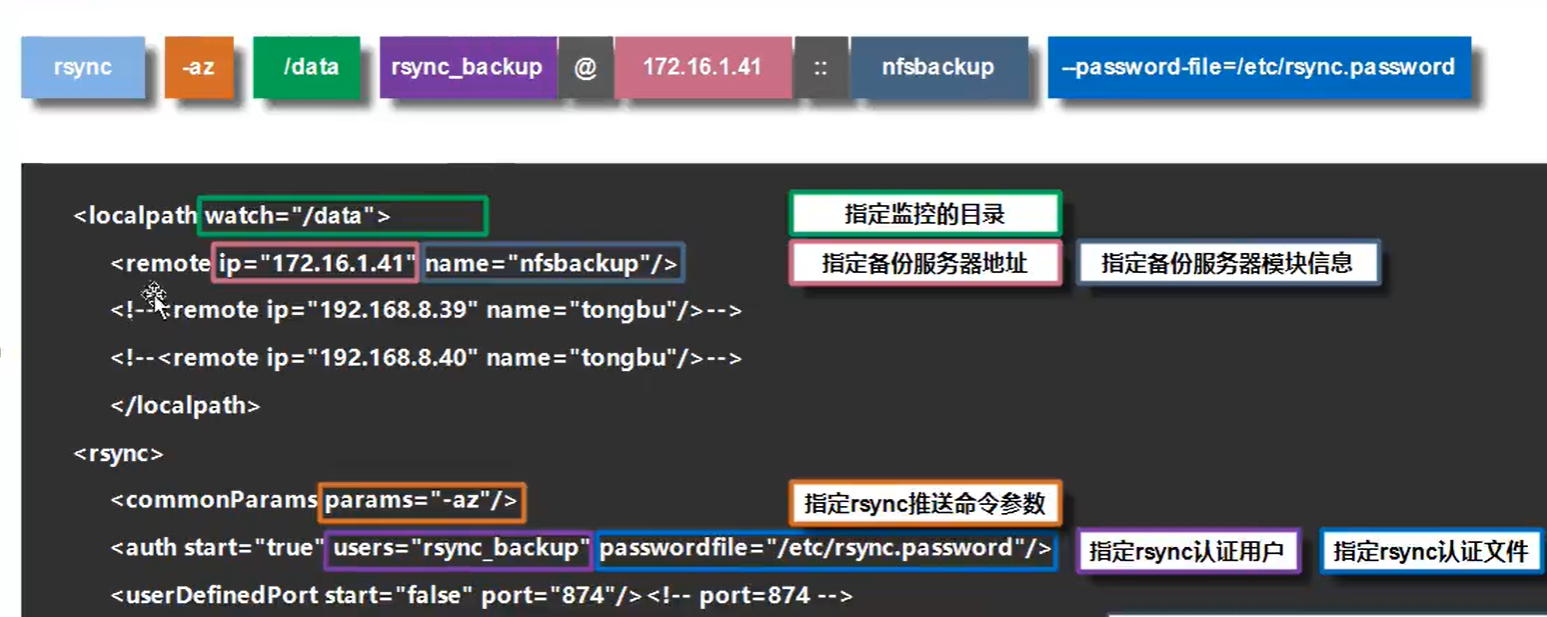 rsync -az /data rsync_backup @ 172.16.1.41 :: nfsbackup --password-file=/etc/rsync.password
<localpath watch="/data"> 指定监控的目录
<remote ip="172.16.1.41" name="nfsbackup"/> 指定备份服务器地址 指定备份服务器模块信息
<!--<remote ip="192.168.8.39" name="tongbu"/>-->
<!--<remote ip="192.168.8.40" name="tongbu"/>-->
</localpath>
<rsync>
<commonParams params="-az"/> 指定rsync推送命令参数
<auth start="true" users="rsync_backup" passwordfile="/etc/rsync.password"/> 指定rsync认证用户 指定rsync认证文件
<userDefinedPort start="false" port="874"/><!-- port=874 -->